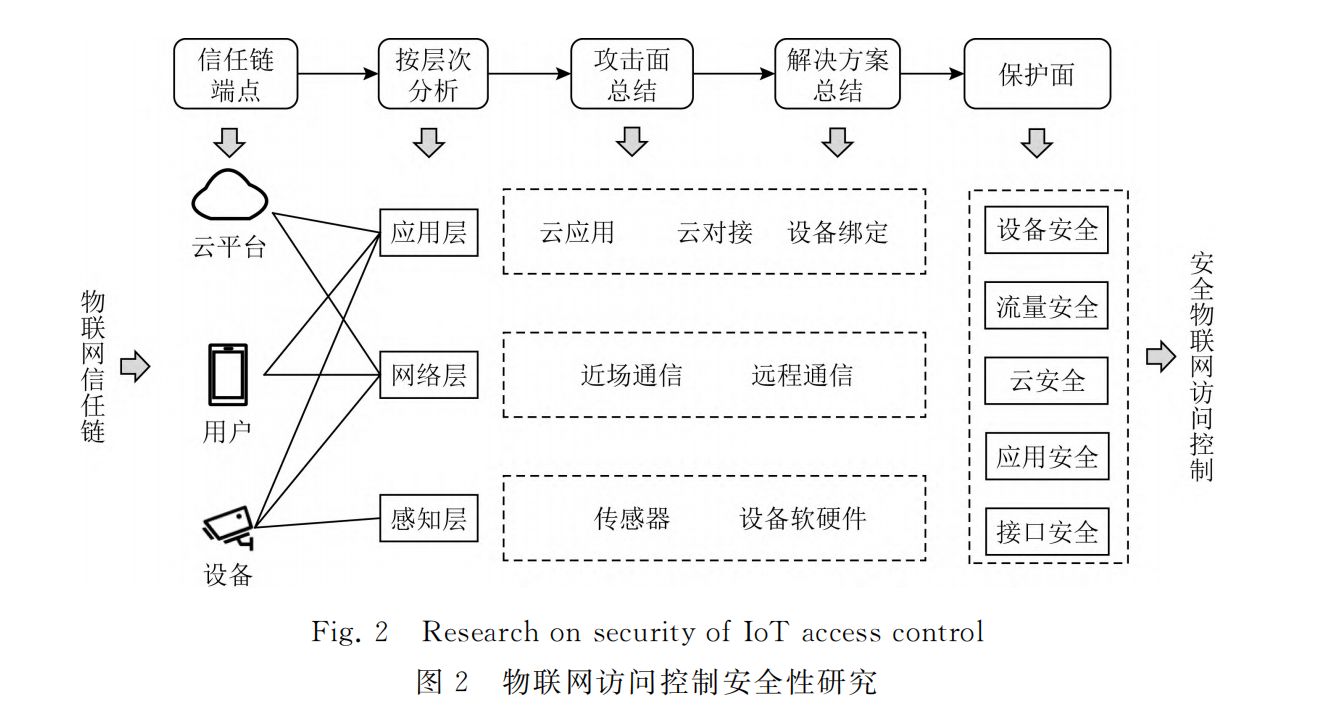 信任链
端点
按层次
分析
攻击面
总结
解决方案
总结
保护面
物联网信任链
云平台
用户
设备
应用层
网络层
感知层
云应用 云对接 设备绑定
近场通信 远程通信
传感器 设备软硬件
设备安全
流量安全
云安全
应用安全
接口安全
安全物联网访问控制
Fig. 2 Research on security of IoT access control
图 2 物联网访问控制安全性研究